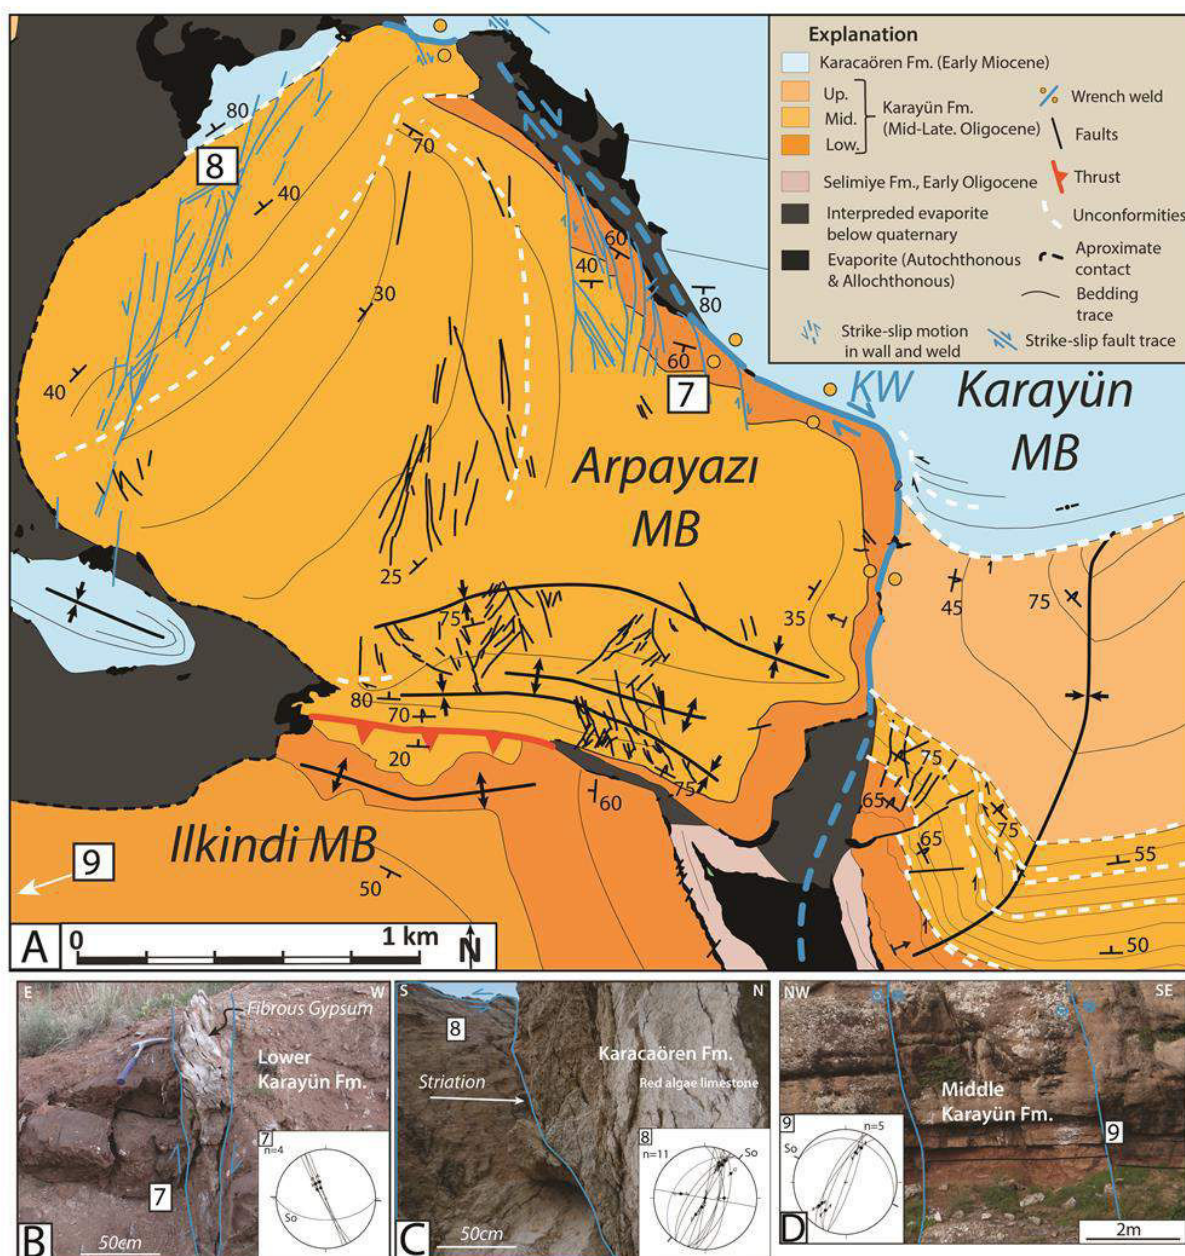 Explanation
Karacaören Fm. (Early Miocene)
Up.
Mid.
Low.
Karayün Fm.
(Mid-Late. Oligocene)
Selimiye Fm., Early Oligocene
Interpreded evaporite
below quaternary
Evaporite (Autochthonous
& Allochthonous)
Wrench weld
Faults
Thrust
Unconformities
Aproximate
contact
Bedding
trace
Strike-slip motion
in wall and weld
Strike-slip fault trace
80
8
40
70
30
60
40
80
60
7
KW
Karayün
MB
40
Arpayazı
MB
25
75
35
45
75
80
70
20
75
60
75
65
75
65
55
50
Ilkindi MB
50
9
A
0
1 km
N
E
W
Fibrous Gypsum
Lower
Karayün Fm.
7
7
n=4
So
B
50cm
S
N
8
Karacaören Fm.
Striation
Red algae limestone
8
n=11
So
C
50cm
NW
SE
Middle
Karayün Fm.
9
9
n=5
So
D
2m